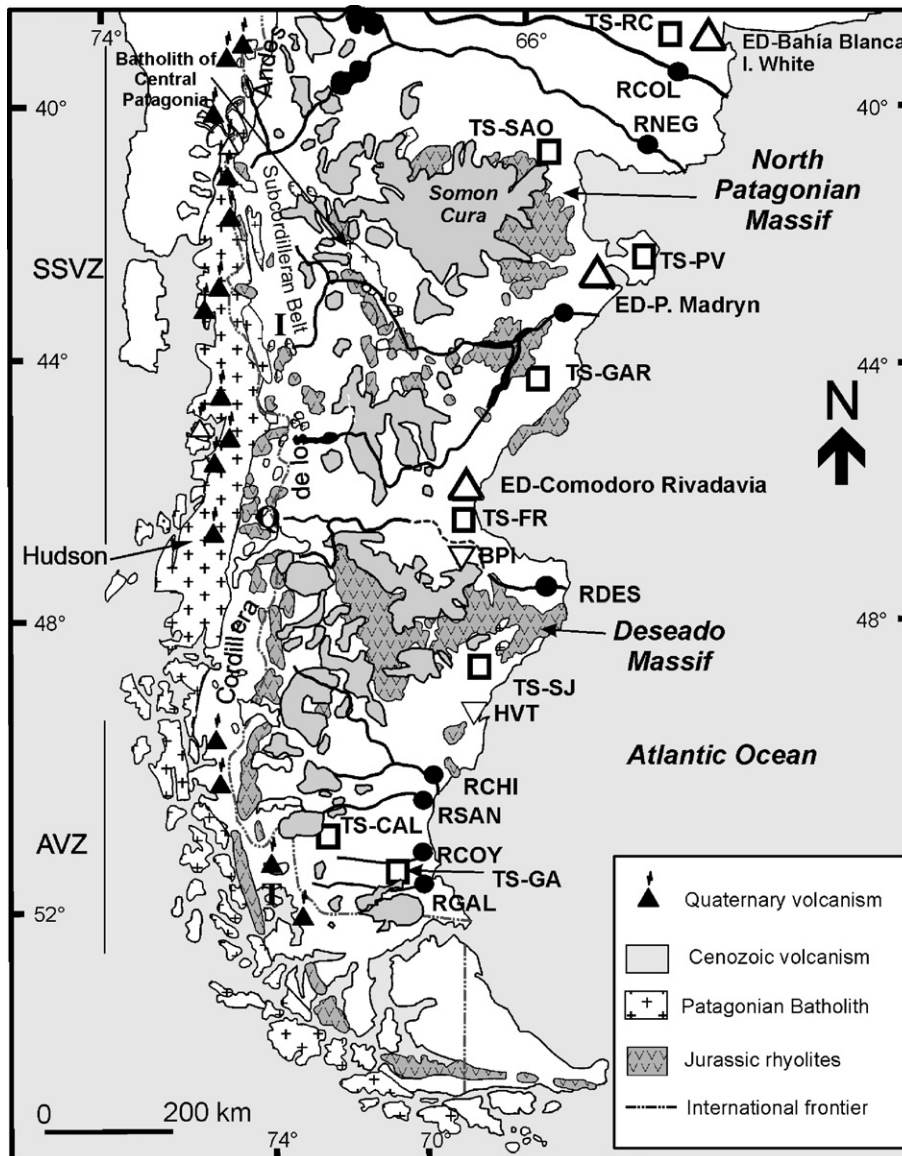 74°
66°
TS-RC
ED-Bahía Blanca
I. White
Batholith of
Central
Patagonia
Andes
40°
40°
RCOL
RNEG
TS-SAO
North
Patagonian
Massif
Somon
Cura
Subcordilleran Belt
SSVZ
TS-PV
ED-P. Madryn
I
44°
44°
TS-GAR
N
de los
ED-Comodoro Rivadavia
TS-FR
Q
BPI
Hudson
RDES
48°
48°
Deseado
Massif
Cordillera
TS-SJ
HVT
Atlantic Ocean
RCHI
RSAN
TS-CAL
AVZ
RCOY
TS-GA
T
RGAL
52°
52°
Quaternary volcanism
Cenozoic volcanism
Patagonian Batholith
Jurassic rhyolites
International frontier
0 200 km
74°
70°